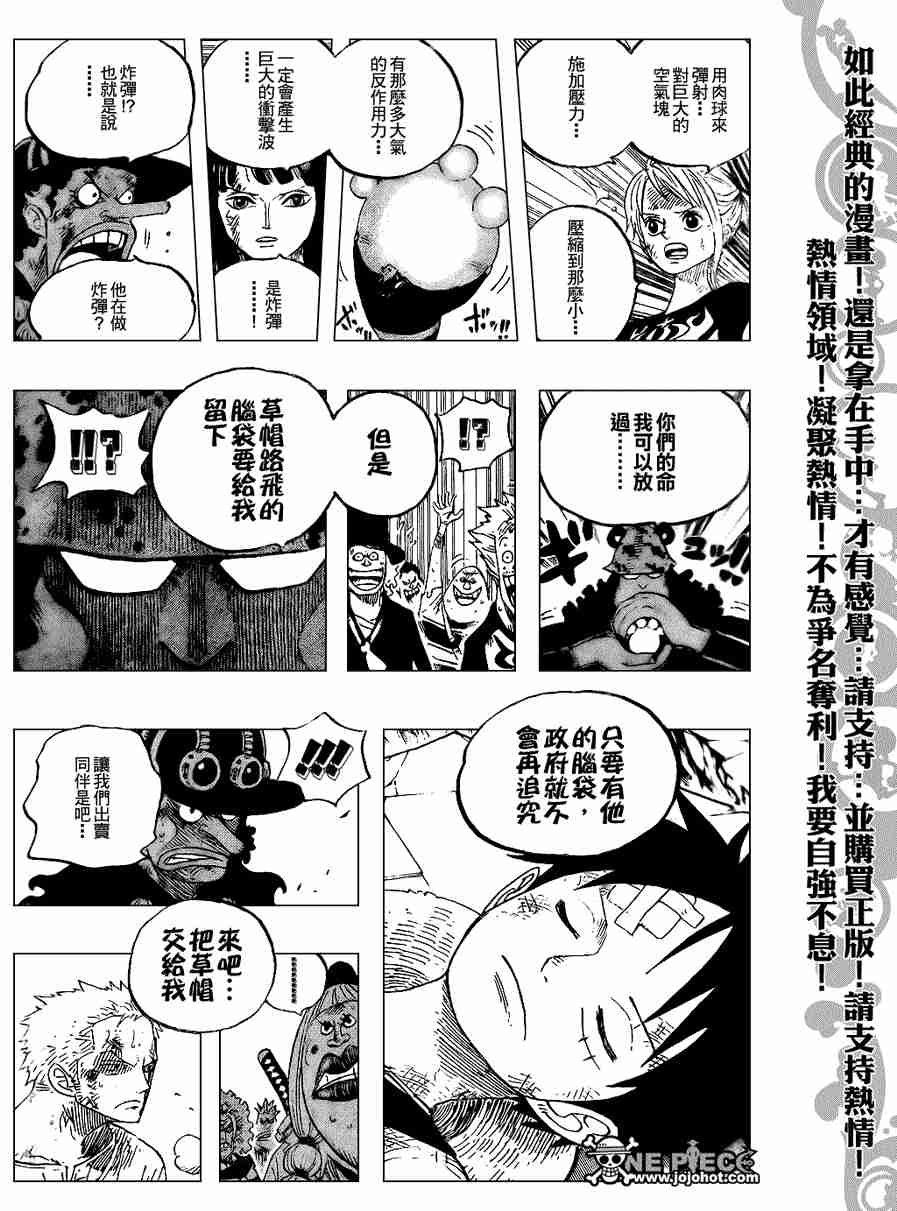 用肉球來
彈射…
對巨大的
空氣塊
施加壓力…
壓縮到那麼小…
有那麼多大氣
的反作用力…
一定會產生
巨大的衝擊波
……
是炸彈
……！
炸彈!?
也就是說
……
他在做
炸彈？
ギュッ
你們的命
我可以放
過………
!?
但是
草帽路飛的
腦袋要給我
留下
!!?
只要有他
的腦袋，
政府就不
會再追究
!!!
讓我們出賣
同伴是吧…
………
來吧…
把草帽
交給我
ONE PIECE
www.jojohot.com
如此經典的漫畫！還是拿在手中…才有感覺…請支持…並購買正版！請支持熱情！
熱情領域！凝聚熱情！不為爭名奪利！我要自強不息！